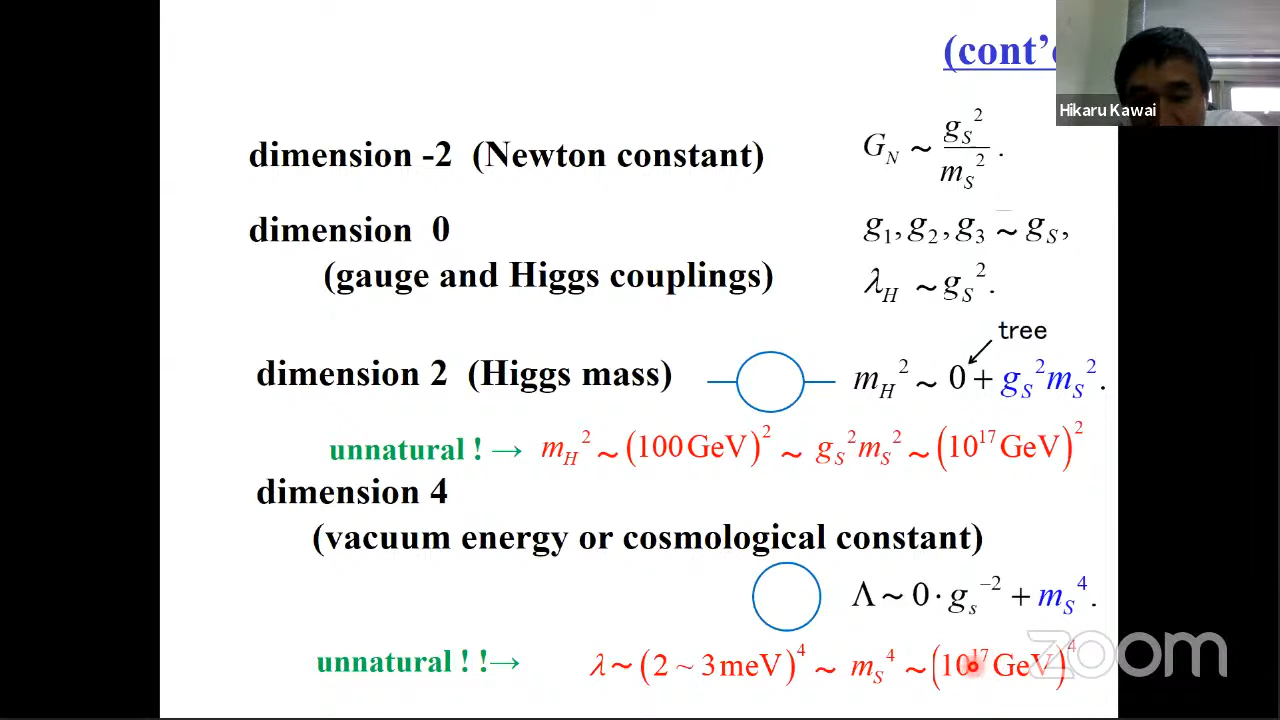 (cont’
Hikaru Kawai
dimension -2 (Newton constant) G_N ~ g_S^2 / m_S^2 .
dimension 0 g_1, g_2, g_3 ~ g_S,
(gauge and Higgs couplings) λ_H ~ g_S^2.
tree
dimension 2 (Higgs mass) m_H^2 ~ 0 + g_S^2 m_S^2.
unnatural ! → m_H^2 ~ (100 GeV)^2 ~ g_S^2 m_S^2 ~ (10^17 GeV)^2
dimension 4
(vacuum energy or cosmological constant)
Λ ~ 0 · g_s^−2 + m_S^4.
unnatural ! !→ λ ~ (2 ~ 3 meV)^4 ~ m_S^4 ~ (10^17 GeV)^4
zoom